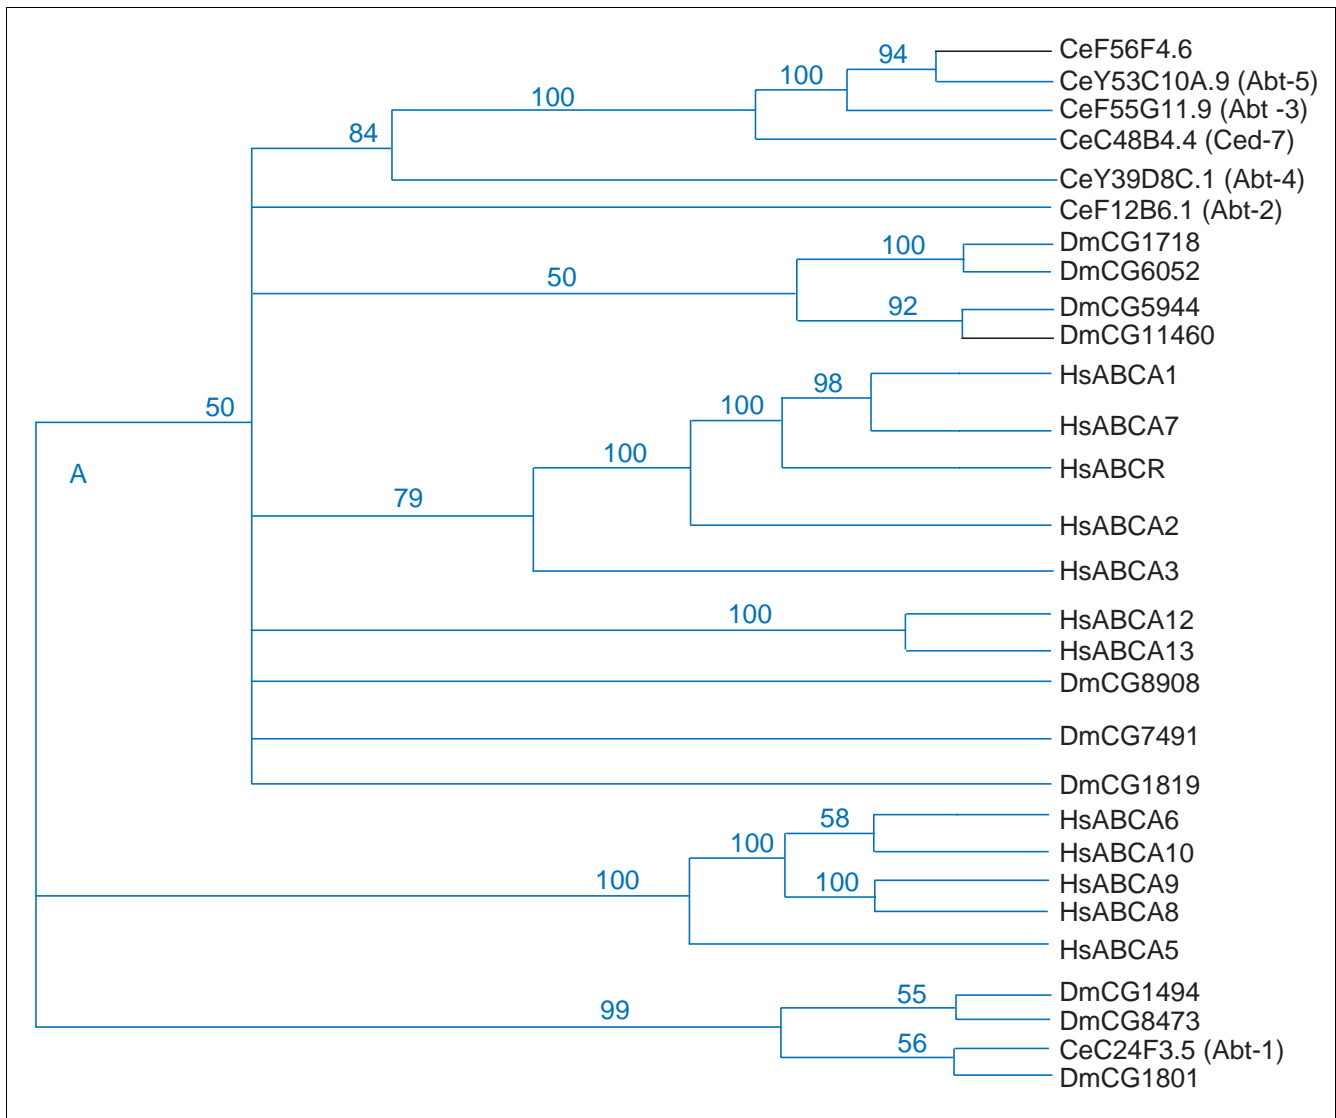 CeF56F4.6
94
CeY53C10A.9 (Abt-5)
100
CeF55G11.9 (Abt -3)
100
CeC48B4.4 (Ced-7)
84
CeY39D8C.1 (Abt-4)
CeF12B6.1 (Abt-2)
DmCG1718
100
DmCG6052
50
DmCG5944
92
DmCG11460
HsABCA1
98
50
100
HsABCA7
100
HsABCR
A
79
HsABCA2
HsABCA3
100
HsABCA12
HsABCA13
DmCG8908
DmCG7491
DmCG1819
58
HsABCA6
100
HsABCA10
100
100
HsABCA9
HsABCA8
HsABCA5
55
DmCG1494
99
DmCG8473
56
CeC24F3.5 (Abt-1)
DmCG1801